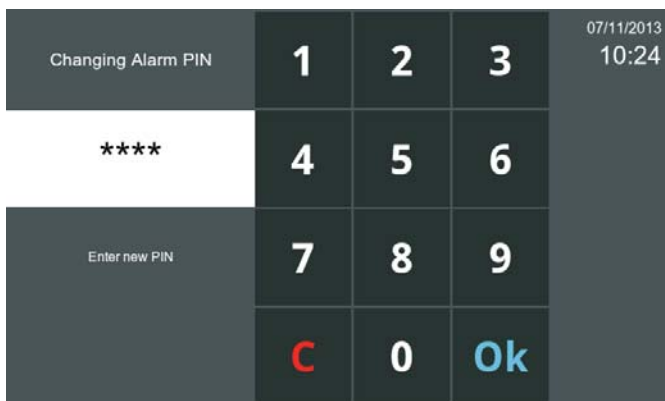 Changing Alarm PIN
****
Enter new PIN
1 2 3
4 5 6
7 8 9
C 0 Ok
07/11/2013
10:24